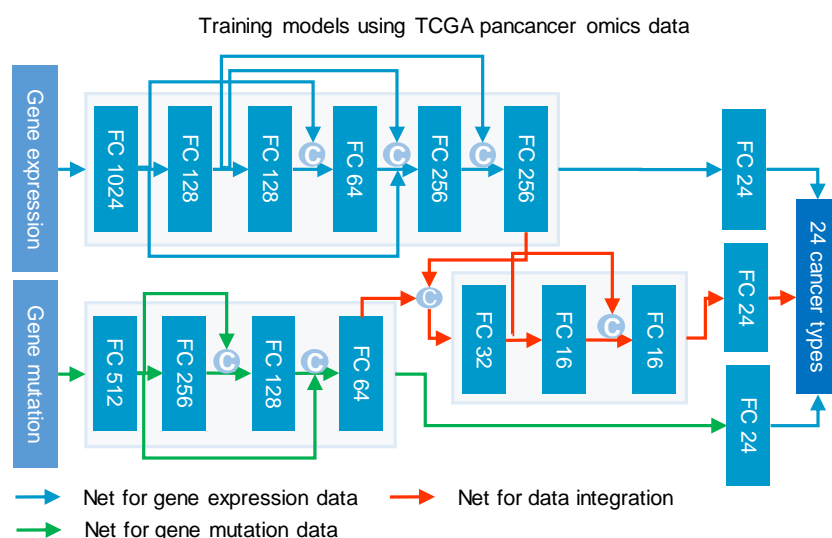 Training models using TCGA pancancer omics data
Gene expression
FC 1024
FC 128
FC 128
C
FC 64
C
FC 256
C
FC 256
FC 24
24 cancer types
Gene mutation
FC 512
FC 256
C
FC 128
C
FC 64
C
FC 32
FC 16
C
FC 16
FC 24
FC 24
Net for gene expression data
Net for data integration
Net for gene mutation data